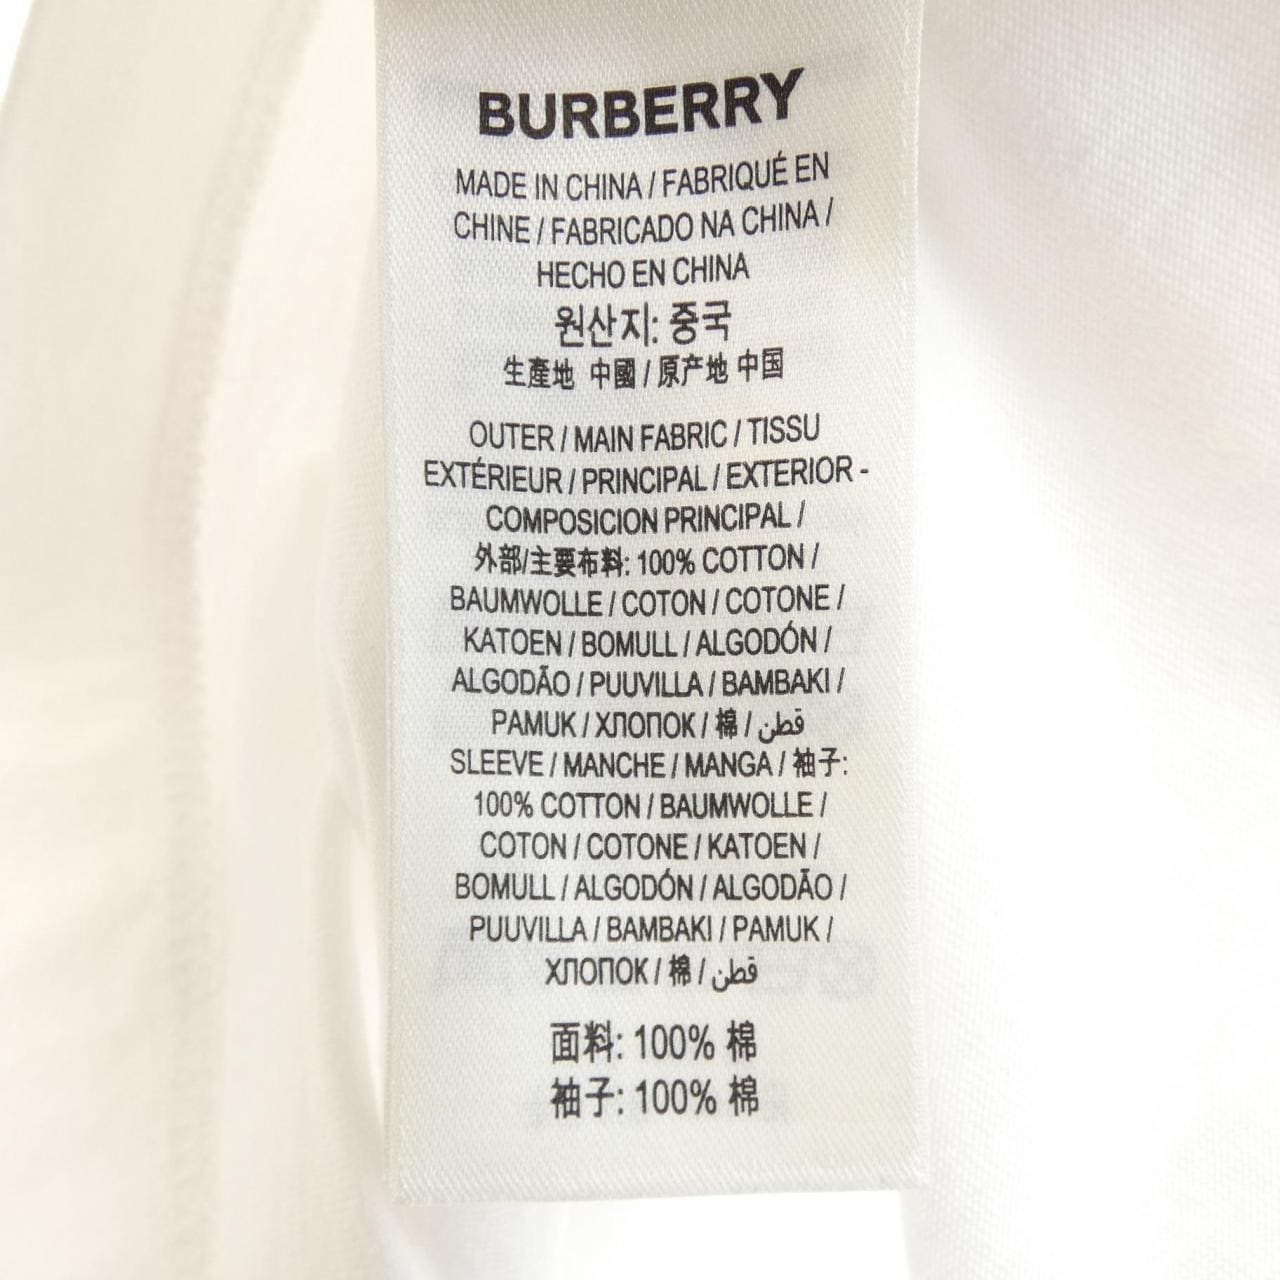 BURBERRY
MADE IN CHINA / FABRIQUÉ EN
CHINE / FABRICADO NA CHINA /
HECHO EN CHINA
원산지: 중국
生產地 中國 / 原产地 中国
OUTER / MAIN FABRIC / TISSU
EXTÉRIEUR / PRINCIPAL / EXTERIOR -
COMPOSICION PRINCIPAL /
外部/主要布料: 100% COTTON /
BAUMWOLLE / COTON / COTONE /
KATOEN / BOMULL / ALGODÓN /
ALGODÃO / PUUVILLA / BAMBAKI /
PAMUK / ХЛОПОК / 棉 / قطن
SLEEVE / MANCHE / MANGA / 袖子:
100% COTTON / BAUMWOLLE /
COTON / COTONE / KATOEN /
BOMULL / ALGODÓN / ALGODÃO /
PUUVILLA / BAMBAKI / PAMUK /
ХЛОПОК / 棉 / قطن
面料: 100% 棉
袖子: 100% 棉